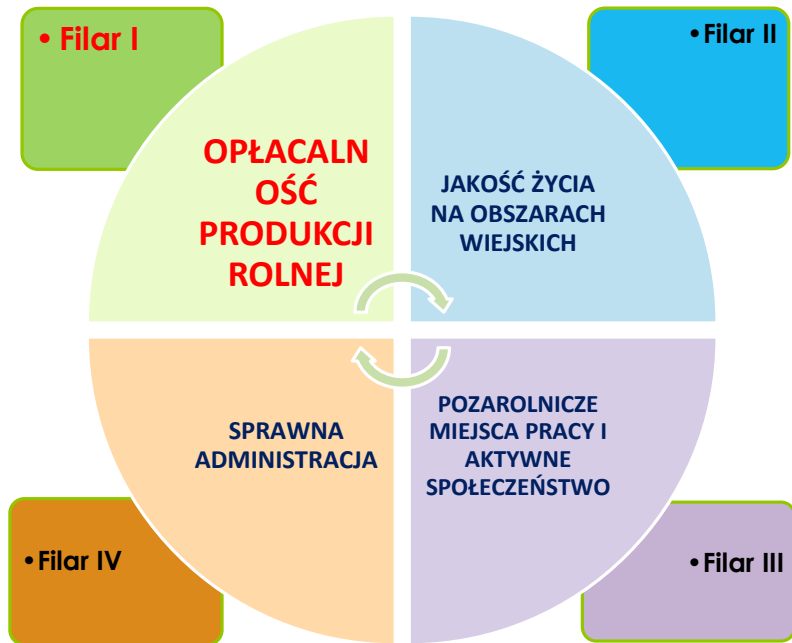 • Filar I
• Filar II
OPŁACALN
OŚĆ
PRODUKCJI
ROLNEJ
JAKOŚĆ ŻYCIA
NA OBSZARACH
WIEJSKICH
SPRAWNA
ADMINISTRACJA
POZAROLNICZE
MIEJSCA PRACY I
AKTYWNE
SPOŁECZEŃSTWO
• Filar IV
• Filar III